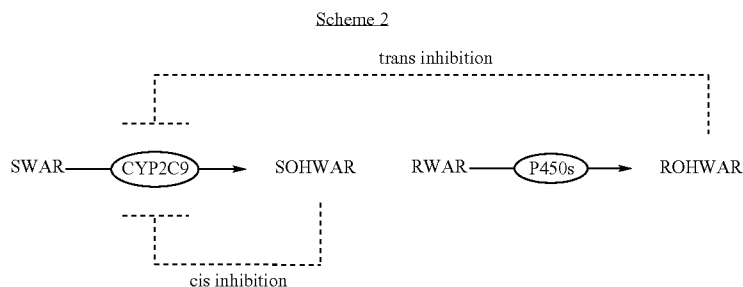 Scheme 2
trans inhibition
SWAR CYP2C9 SOHWAR RWAR P450s ROHWAR
cis inhibition